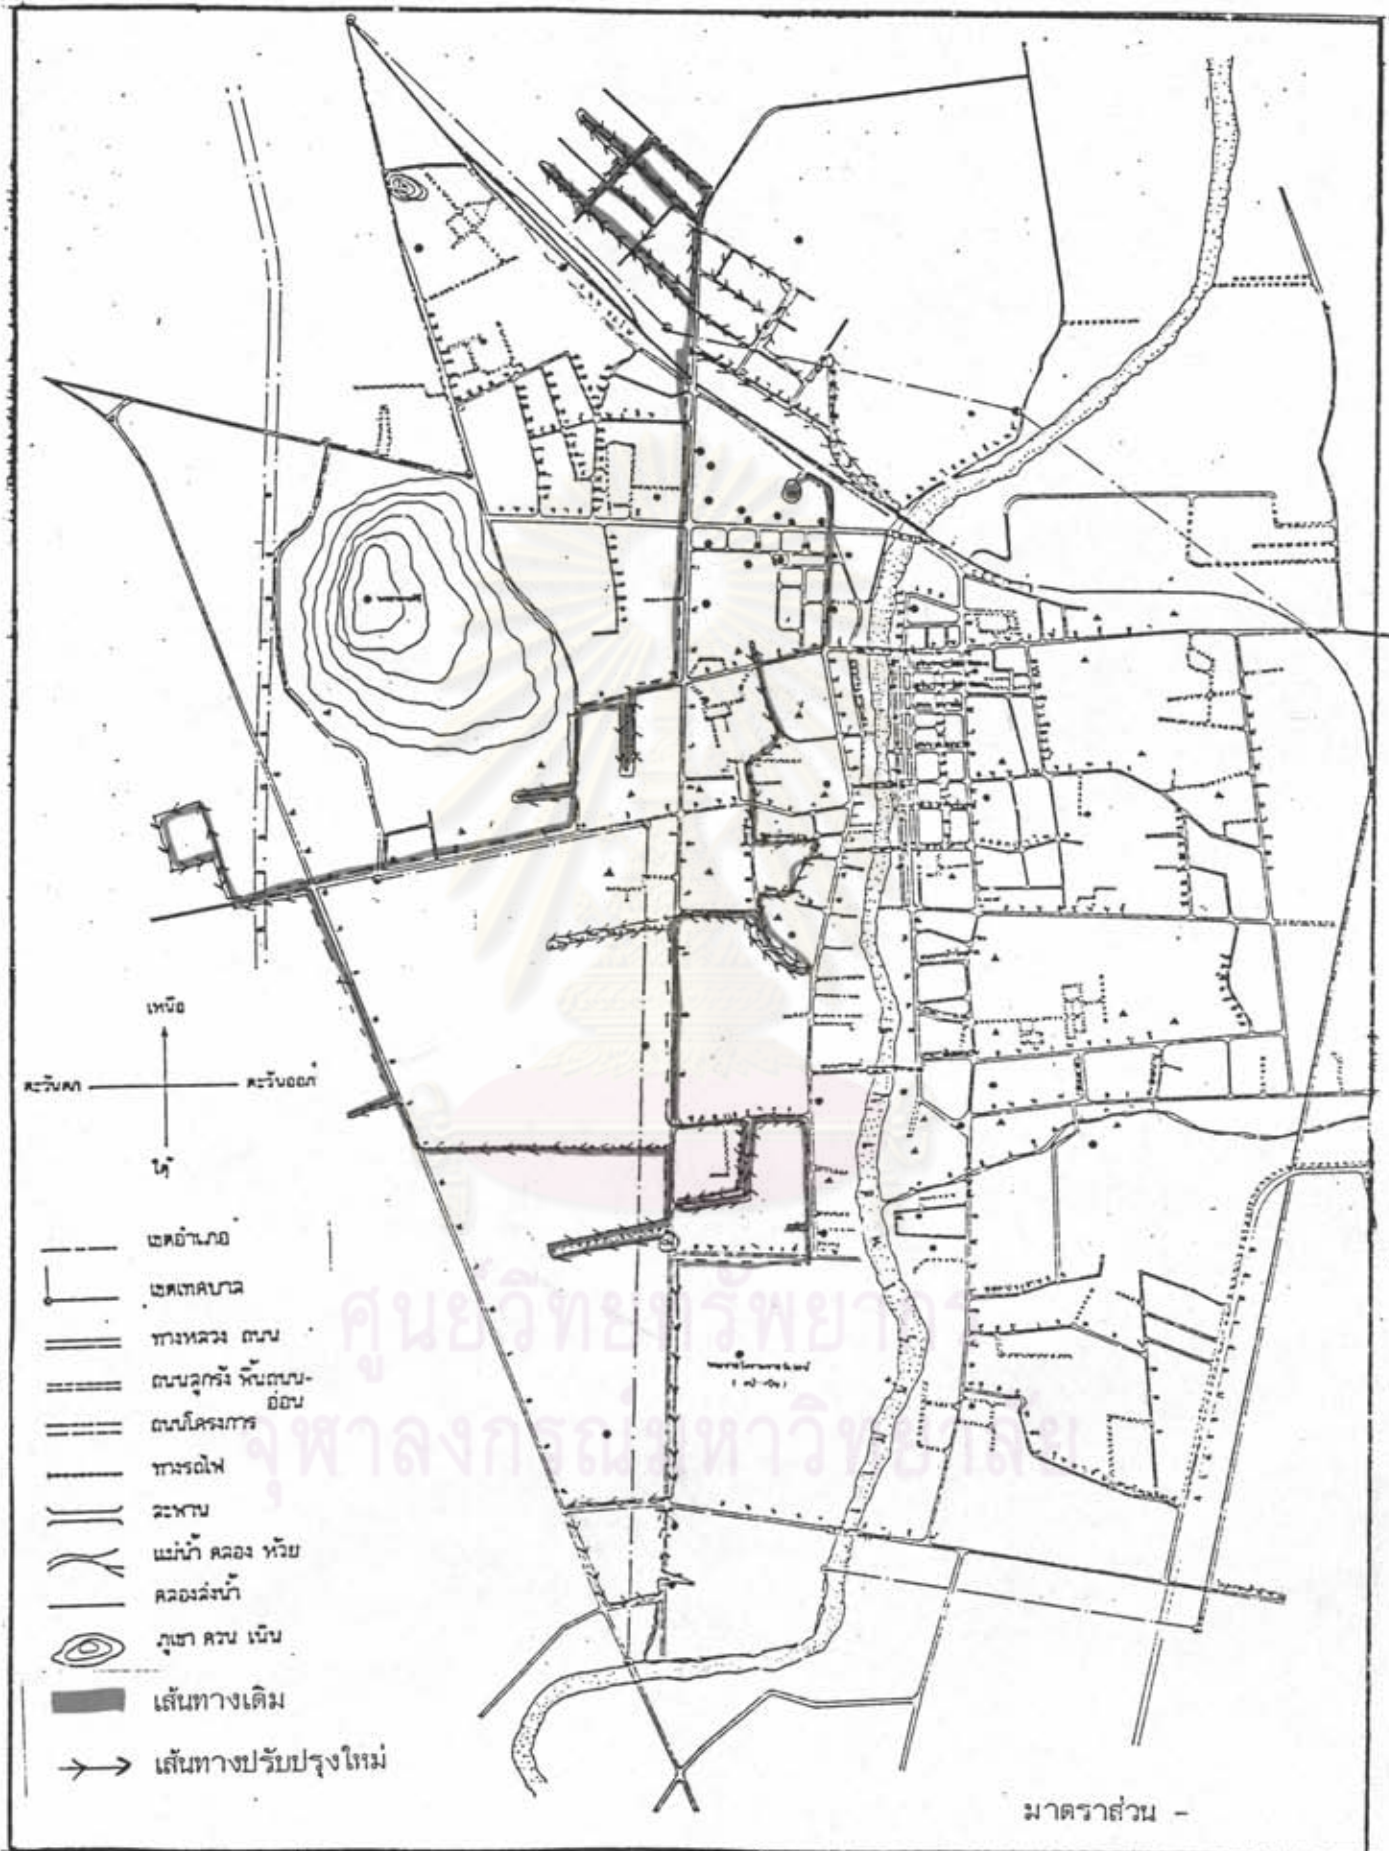 เหนือ
ตะวันตก
ตะวันออก
ใต้
เขตอำเภอ
เขตเทศบาล
ทางหลวง ถนน
ถนนลูกรัง พื้นถนน-
อ่อน
ถนนโครงการ
ทางรถไฟ
สะพาน
แม่น้ำ คลอง ห้วย
คลองส่งน้ำ
ภูเขา ควน เนิน
เส้นทางเดิม
เส้นทางปรับปรุงใหม่
มาตราส่วน -
ศูนย์วิทยทรัพยากร
จุฬาลงกรณ์มหาวิทยาลัย